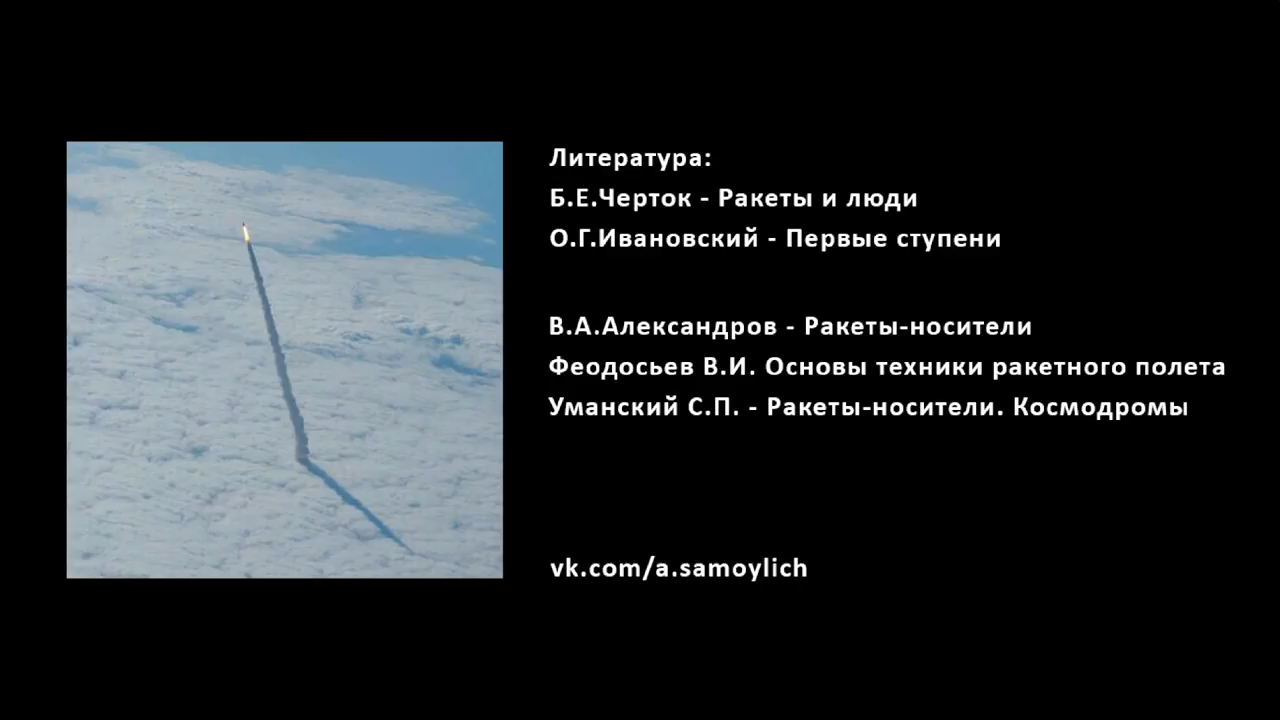 Литература:
Б.Е.Черток - Ракеты и люди
О.Г.Ивановский - Первые ступени
В.А.Александров - Ракеты-носители
Феодосьев В.И. Основы техники ракетного полета
Уманский С.П. - Ракеты-носители. Космодромы
vk.com/a.samoylich